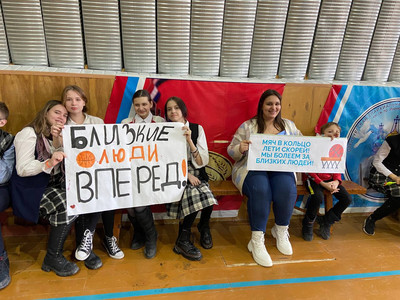 БЛИЗКИЕ
ЛЮДИ
ВПЕРЕД!
МЯЧ В КОЛЬЦО
ЛЕТИ СКОРЕЙ!
МЫ БОЛЕЕМ ЗА
БЛИЗКИХ ЛЮДЕЙ!